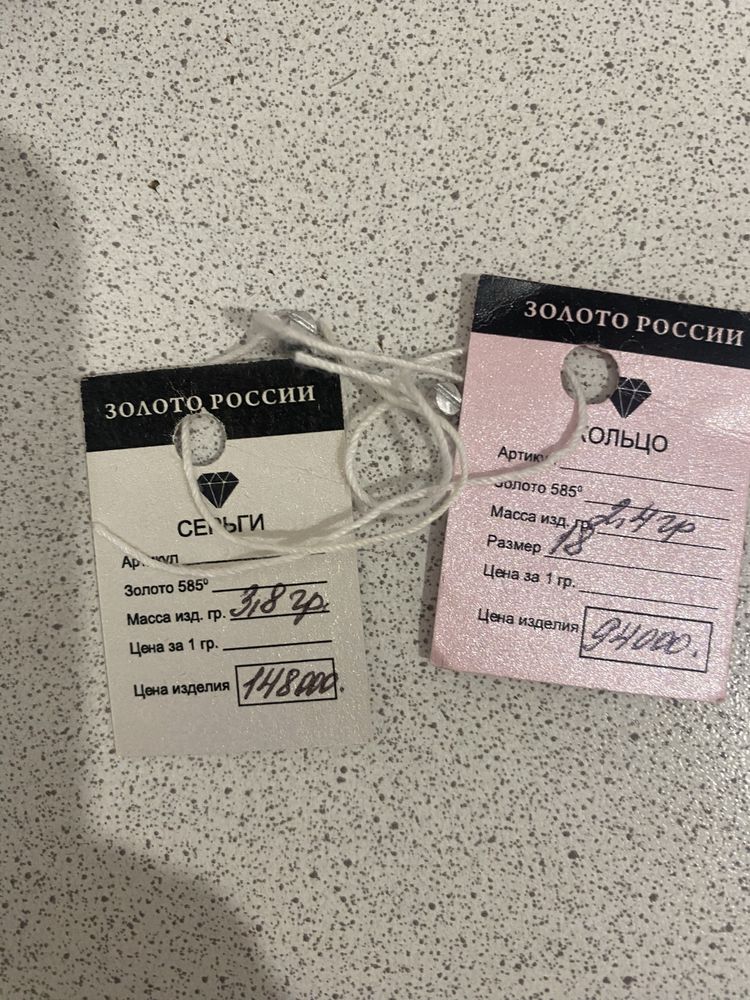 ЗОЛОТО РОССИИ
СЕРЬГИ
Артикул
Золото 585°
Масса изд. гр. 3,8 гр.
Цена за 1 гр.
Цена изделия 148000.
ЗОЛОТО РОССИИ
КОЛЬЦО
Артикул
Золото 585°
Масса изд. гр. 2,4 гр
Размер 18
Цена за 1 гр.
Цена изделия 94000.